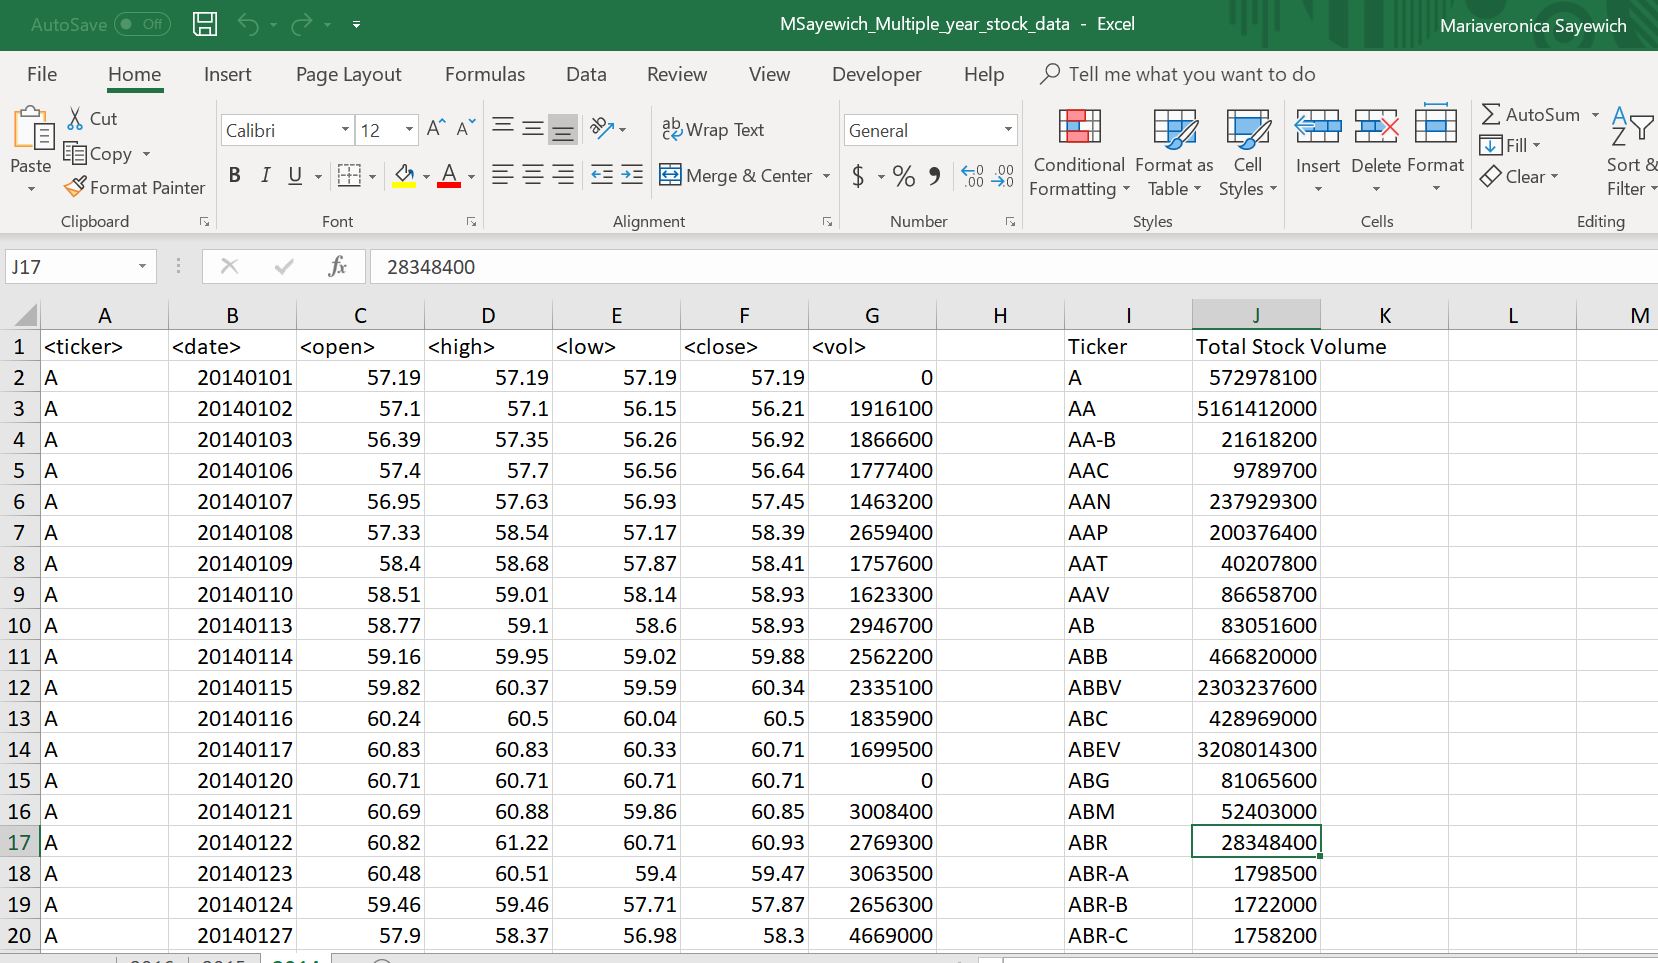 AutoSave Off MSayewich_Multiple_year_stock_data - Excel Mariaveronica Sayewich
File Home Insert Page Layout Formulas Data Review View Developer Help Tell me what you want to do
Paste
Cut
Copy
Format Painter
Clipboard
Calibri 12 A A
B I U A
Font
ab Wrap Text
Merge & Center
Alignment
General
$ % , .00 .00
Number
Conditional Formatting
Format as Table
Cell Styles
Styles
Insert Delete Format
Cells
AutoSum
Fill
Clear
Sort &
Filter
Editing
J17 fx 28348400
A B C D E F G H I J K L M
1 <ticker> <date> <open> <high> <low> <close> <vol> Ticker Total Stock Volume
2 A 20140101 57.19 57.19 57.19 57.19 0 A 572978100
3 A 20140102 57.1 57.1 56.15 56.21 1916100 AA 5161412000
4 A 20140103 56.39 57.35 56.26 56.92 1866600 AA-B 21618200
5 A 20140106 57.4 57.7 56.56 56.64 1777400 AAC 9789700
6 A 20140107 56.95 57.63 56.93 57.45 1463200 AAN 237929300
7 A 20140108 57.33 58.54 57.17 58.39 2659400 AAP 200376400
8 A 20140109 58.4 58.68 57.87 58.41 1757600 AAT 40207800
9 A 20140110 58.51 59.01 58.14 58.93 1623300 AAV 86658700
10 A 20140113 58.77 59.1 58.6 58.93 2946700 AB 83051600
11 A 20140114 59.16 59.95 59.02 59.88 2562200 ABB 466820000
12 A 20140115 59.82 60.37 59.59 60.34 2335100 ABBV 2303237600
13 A 20140116 60.24 60.5 60.04 60.5 1835900 ABC 428969000
14 A 20140117 60.83 60.83 60.33 60.71 1699500 ABEV 3208014300
15 A 20140120 60.71 60.71 60.71 60.71 0 ABG 81065600
16 A 20140121 60.69 60.88 59.86 60.85 3008400 ABM 52403000
17 A 20140122 60.82 61.22 60.71 60.93 2769300 ABR 28348400
18 A 20140123 60.48 60.51 59.4 59.47 3063500 ABR-A 1798500
19 A 20140124 59.46 59.46 57.71 57.87 2656300 ABR-B 1722000
20 A 20140127 57.9 58.37 56.98 58.3 4669000 ABR-C 1758200